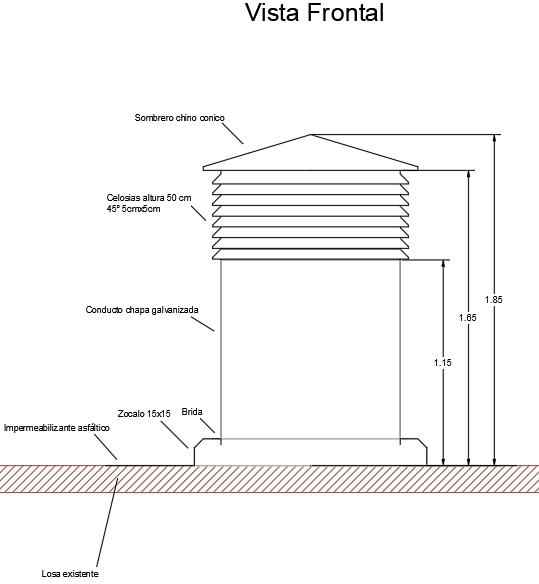 Vista Frontal
Sombrero chino conico
Celosias altura 50 cm
45º 5cmx5cm
1.85
1.65
Conducto chapa galvanizada
1.15
Zocalo 15x15
Brida
Impermeabilizante asfáltico
Losa existente